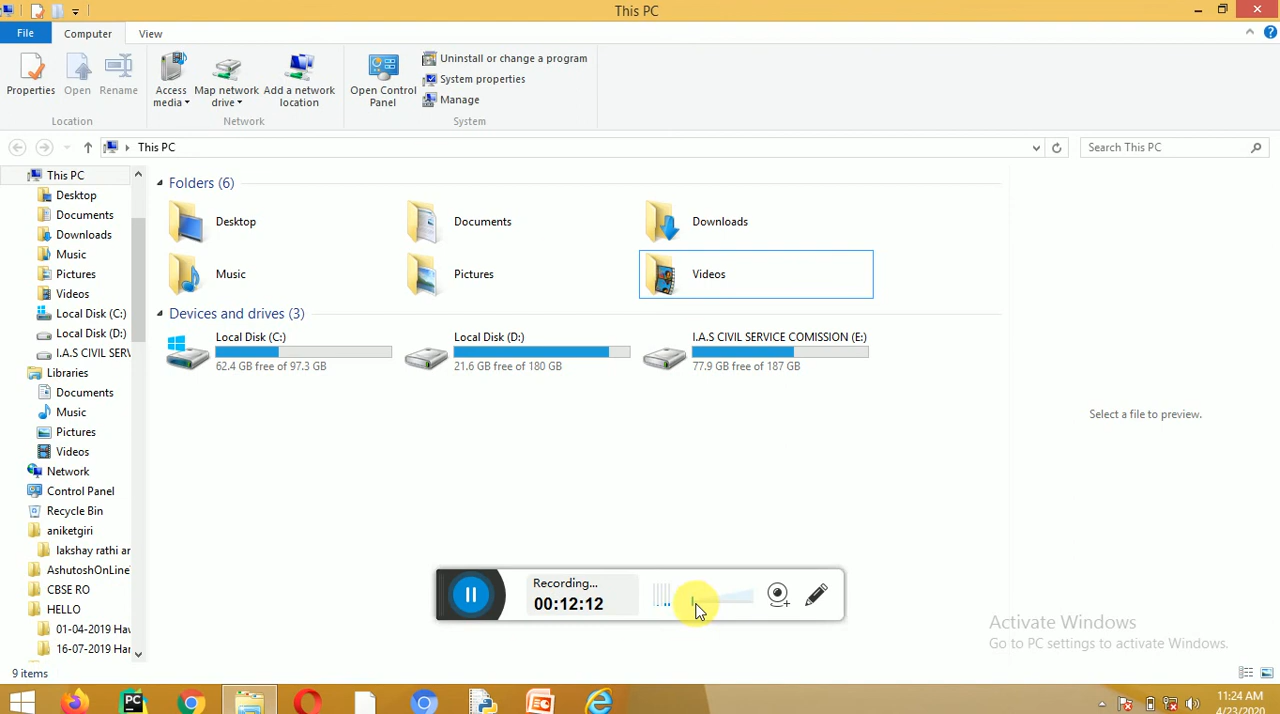 This PC
File
Computer
View
Properties
Open
Rename
Location
Access media
Map network drive
Add a network location
Network
Open Control Panel
Uninstall or change a program
System properties
Manage
System
This PC
Search This PC
This PC
Desktop
Documents
Downloads
Music
Pictures
Videos
Local Disk (C:)
Local Disk (D:)
I.A.S CIVIL SERV
Libraries
Documents
Music
Pictures
Videos
Network
Control Panel
Recycle Bin
aniketgiri
lakshay rathi ar
AshutoshOnLine
CBSE RO
HELLO
01-04-2019 Haw
16-07-2019 Har
Folders (6)
Desktop
Documents
Downloads
Music
Pictures
Videos
Devices and drives (3)
Local Disk (C:)
62.4 GB free of 97.3 GB
Local Disk (D:)
21.6 GB free of 180 GB
I.A.S CIVIL SERVICE COMISSION (E:)
77.9 GB free of 187 GB
Select a file to preview.
Recording...
00:12:12
Activate Windows
Go to PC settings to activate Windows.
9 items
PC
11:24 AM
4/23/2020